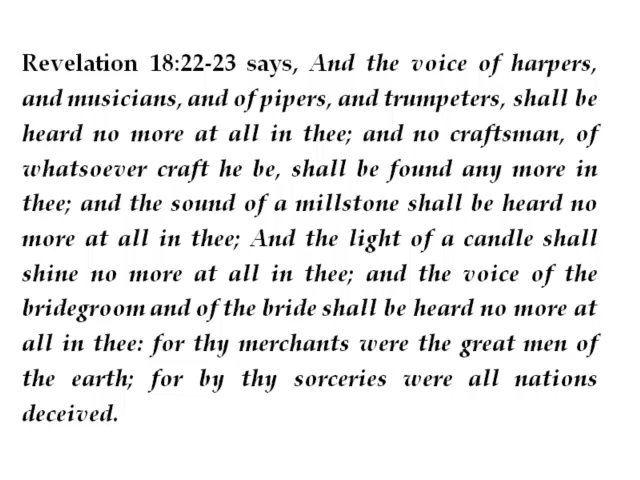 Revelation 18:22-23 says, And the voice of harpers,
and musicians, and of pipers, and trumpeters, shall be
heard no more at all in thee; and no craftsman, of
whatsoever craft he be, shall be found any more in
thee; and the sound of a millstone shall be heard no
more at all in thee; And the light of a candle shall
shine no more at all in thee; and the voice of the
bridegroom and of the bride shall be heard no more at
all in thee: for thy merchants were the great men of
the earth; for by thy sorceries were all nations
deceived.